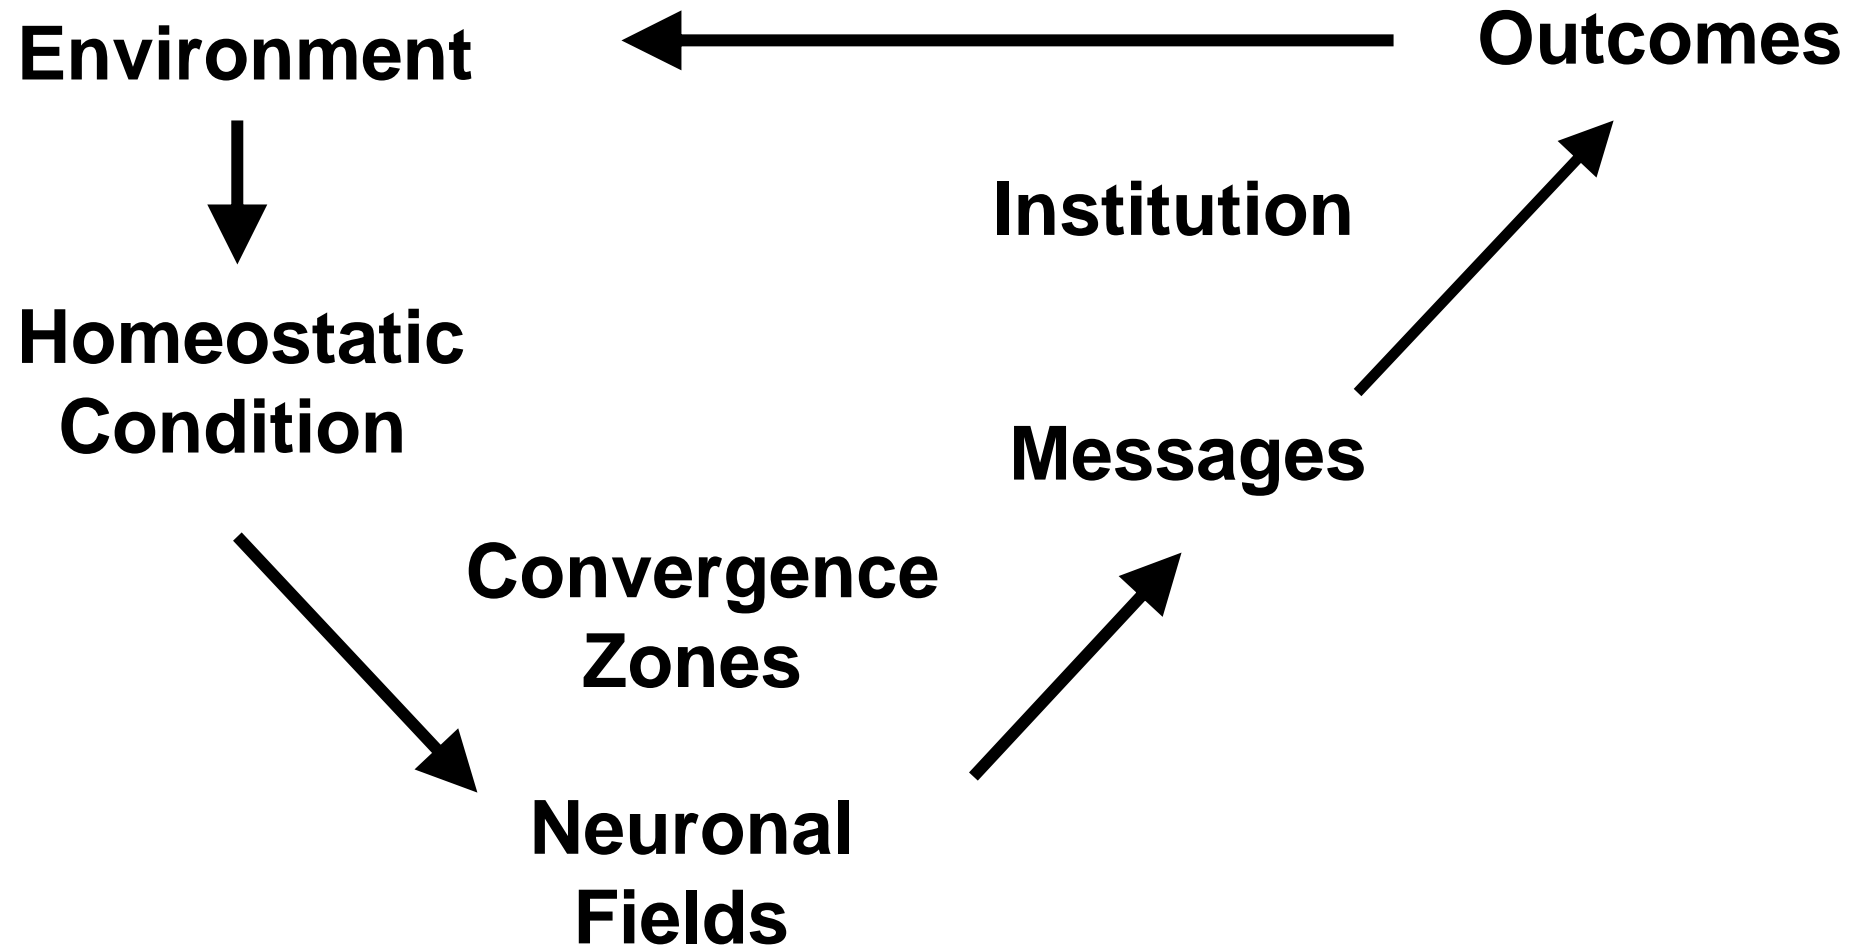 Environment
Outcomes
Institution
Homeostatic
Condition
Messages
Convergence
Zones
Neuronal
Fields